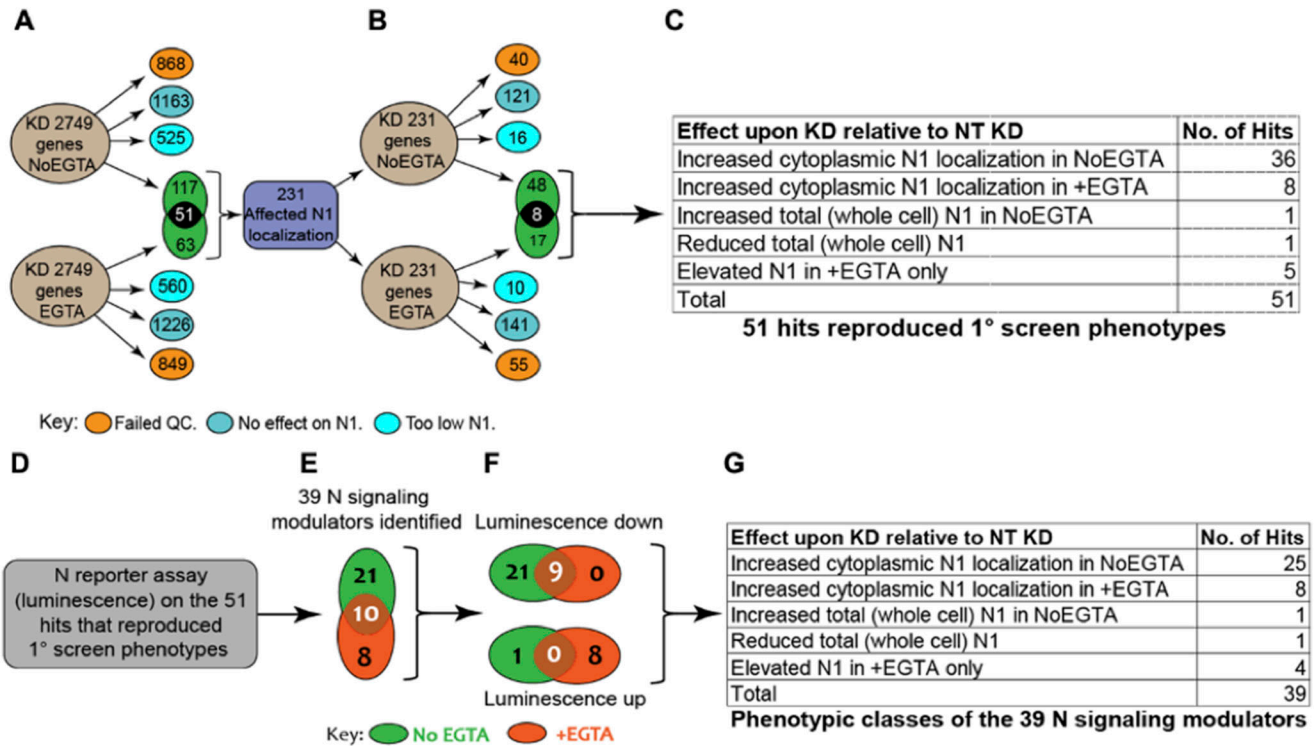 A
B
C
868
1163
525
KD 2749
genes
NoEGTA
117
51
63
KD 2749
genes
EGTA
560
1226
849
231
Affected N1
localization
40
121
16
KD 231
genes
NoEGTA
48
8
17
KD 231
genes
EGTA
10
141
55
Effect upon KD relative to NT KD No. of Hits
Increased cytoplasmic N1 localization in NoEGTA 36
Increased cytoplasmic N1 localization in +EGTA 8
Increased total (whole cell) N1 in NoEGTA 1
Reduced total (whole cell) N1 1
Elevated N1 in +EGTA only 5
Total 51
51 hits reproduced 1° screen phenotypes
Key: Failed QC. No effect on N1. Too low N1.
D
E
F
G
N reporter assay
(luminescence) on the 51
hits that reproduced
1° screen phenotypes
39 N signaling
modulators identified
21
10
8
Luminescence down
21 9 0
1 0 8
Luminescence up
Key: No EGTA +EGTA
Effect upon KD relative to NT KD No. of Hits
Increased cytoplasmic N1 localization in NoEGTA 25
Increased cytoplasmic N1 localization in +EGTA 8
Increased total (whole cell) N1 in NoEGTA 1
Reduced total (whole cell) N1 1
Elevated N1 in +EGTA only 4
Total 39
Phenotypic classes of the 39 N signaling modulators